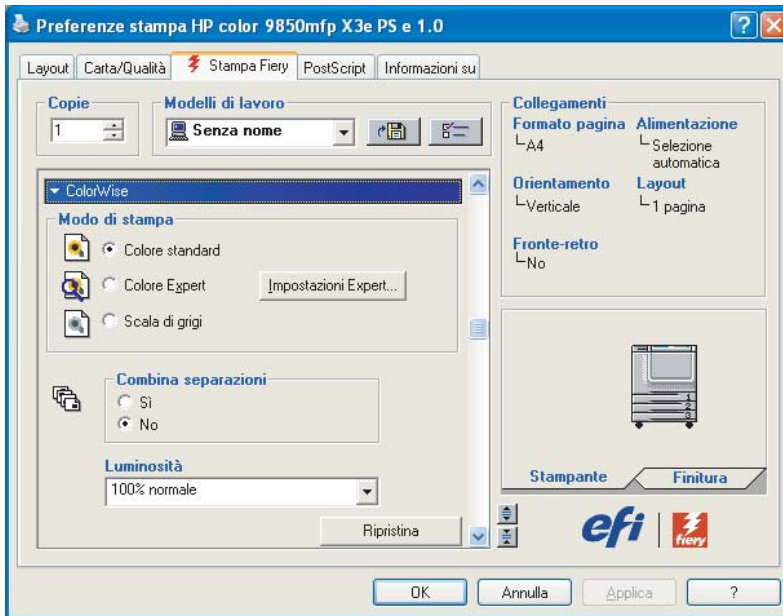 Preferenze stampa HP color 9850mfp X3e PS e 1.0
Layout
Carta/Qualità
Stampa Fiery
PostScript
Informazioni su
Copie
1
Modelli di lavoro
Senza nome
ColorWise
Modo di stampa
Colore standard
Colore Expert
Impostazioni Expert...
Scala di grigi
Combina separazioni
Sì
No
Luminosità
100% normale
Ripristina
Collegamenti
Formato pagina
A4
Alimentazione
Selezione
automatica
Orientamento
Verticale
Layout
1 pagina
Fronte-retro
No
1
2
3
Stampante
Finitura
efi
fiery
OK
Annulla
Applica
?